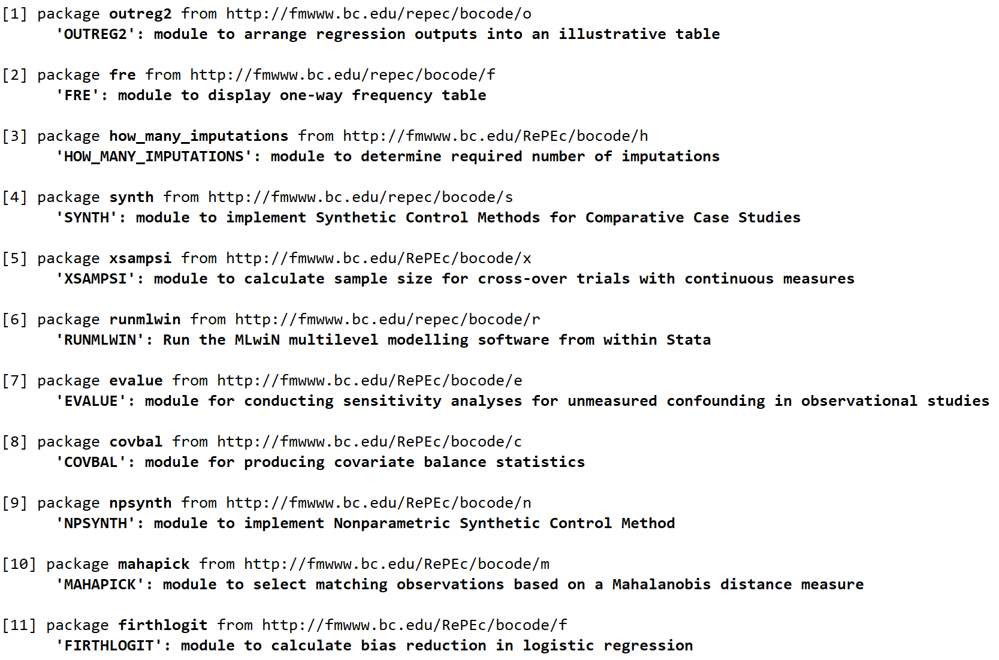 [1] package outreg2 from http://fmwww.bc.edu/repec/bocode/o
'OUTREG2': module to arrange regression outputs into an illustrative table
[2] package fre from http://fmwww.bc.edu/repec/bocode/f
'FRE': module to display one-way frequency table
[3] package how_many_imputations from http://fmwww.bc.edu/RePEc/bocode/h
'HOW_MANY_IMPUTATIONS': module to determine required number of imputations
[4] package synth from http://fmwww.bc.edu/repec/bocode/s
'SYNTH': module to implement Synthetic Control Methods for Comparative Case Studies
[5] package xsampsi from http://fmwww.bc.edu/RePEc/bocode/x
'XSAMPSI': module to calculate sample size for cross-over trials with continuous measures
[6] package runmlwin from http://fmwww.bc.edu/repec/bocode/r
'RUNMLWIN': Run the MLwiN multilevel modelling software from within Stata
[7] package evalue from http://fmwww.bc.edu/RePEc/bocode/e
'EVALUE': module for conducting sensitivity analyses for unmeasured confounding in observational studies
[8] package covbal from http://fmwww.bc.edu/RePEc/bocode/c
'COVBAL': module for producing covariate balance statistics
[9] package npsynth from http://fmwww.bc.edu/RePEc/bocode/n
'NPSYNTH': module to implement Nonparametric Synthetic Control Method
[10] package mahapick from http://fmwww.bc.edu/RePEc/bocode/m
'MAHAPICK': module to select matching observations based on a Mahalanobis distance measure
[11] package firthlogit from http://fmwww.bc.edu/RePEc/bocode/f
'FIRTHLOGIT': module to calculate bias reduction in logistic regression